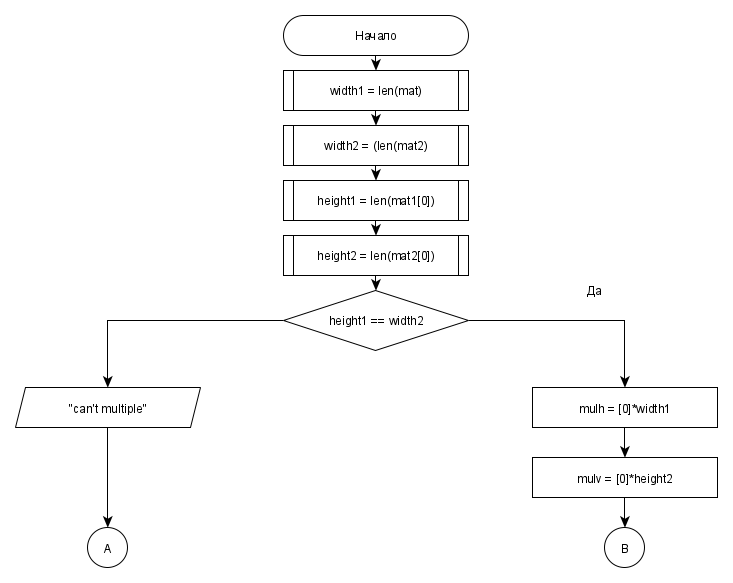 Начало
width1 = len(mat)
width2 = (len(mat2)
height1 = len(mat1[0])
height2 = len(mat2[0])
Да
height1 == width2
"can't multiple"
mulh = [0]*width1
mulv = [0]*height2
A
B